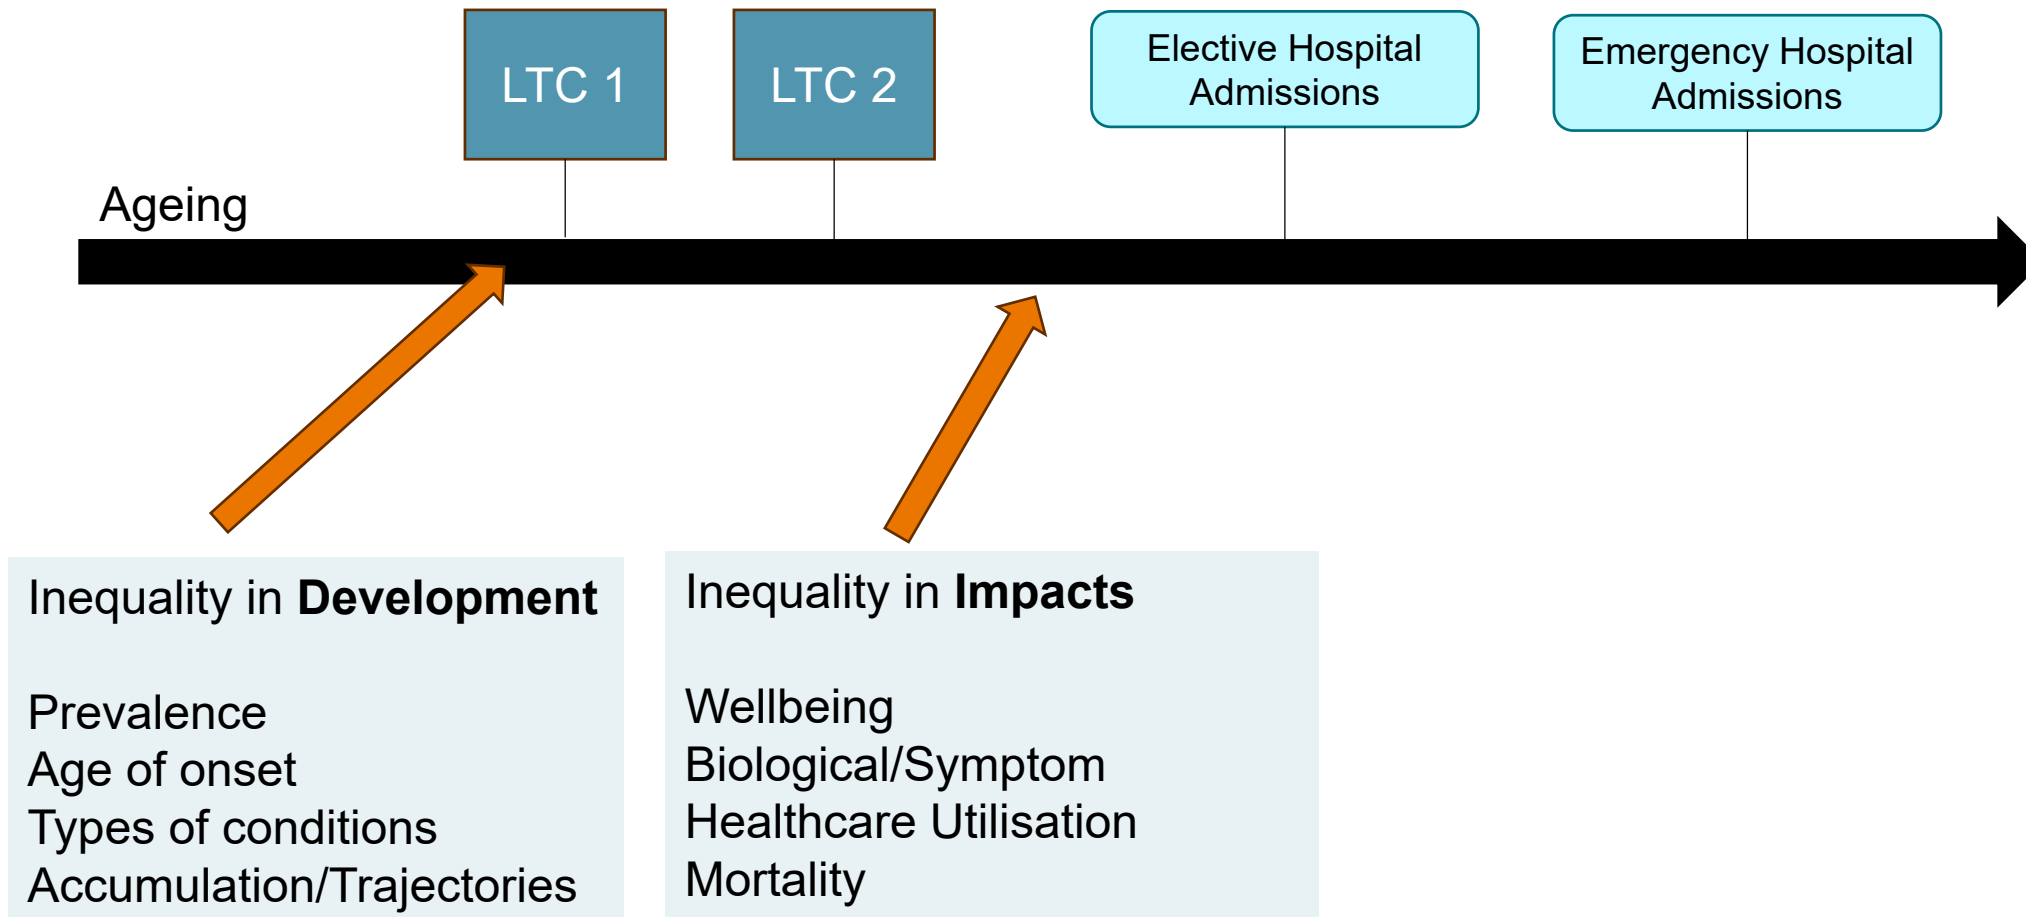 LTC 1
LTC 2
Elective Hospital
Admissions
Emergency Hospital
Admissions
Ageing
Inequality in Development
Prevalence
Age of onset
Types of conditions
Accumulation/Trajectories
Inequality in Impacts
Wellbeing
Biological/Symptom
Healthcare Utilisation
Mortality